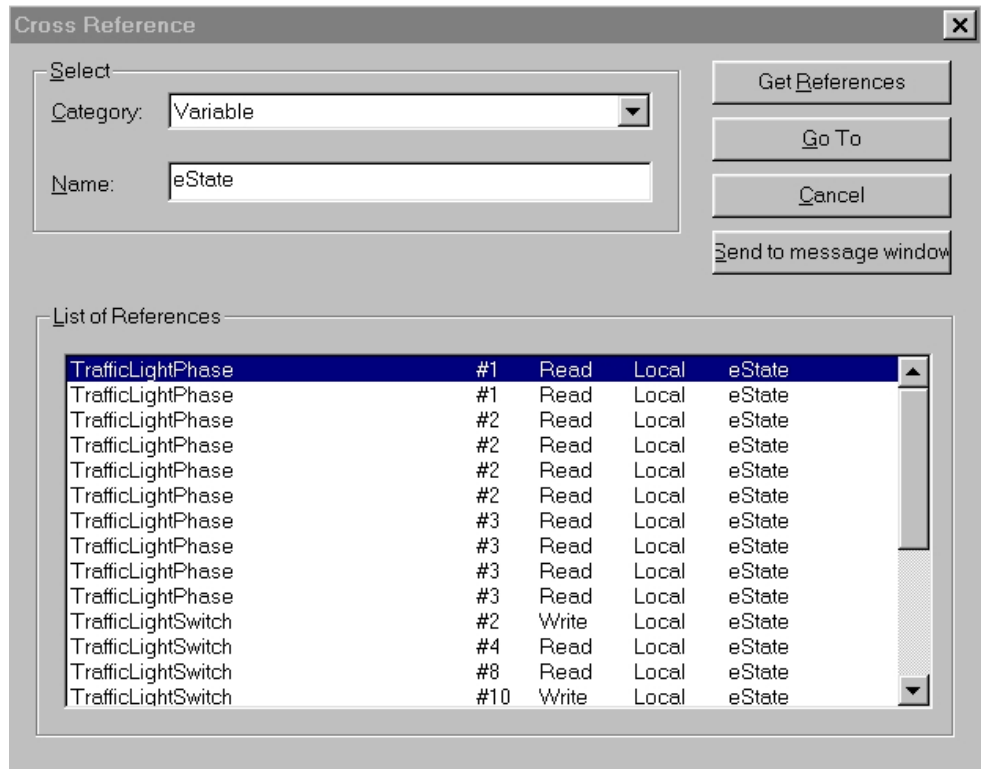 Cross Reference
Select
Category: Variable
Name: eState
Get References
Go To
Cancel
Send to message window
List of References
TrafficLightPhase #1 Read Local eState
TrafficLightPhase #1 Read Local eState
TrafficLightPhase #2 Read Local eState
TrafficLightPhase #2 Read Local eState
TrafficLightPhase #2 Read Local eState
TrafficLightPhase #2 Read Local eState
TrafficLightPhase #3 Read Local eState
TrafficLightPhase #3 Read Local eState
TrafficLightPhase #3 Read Local eState
TrafficLightPhase #3 Read Local eState
TrafficLightSwitch #2 Write Local eState
TrafficLightSwitch #4 Read Local eState
TrafficLightSwitch #8 Read Local eState
TrafficLightSwitch #10 Write Local eState